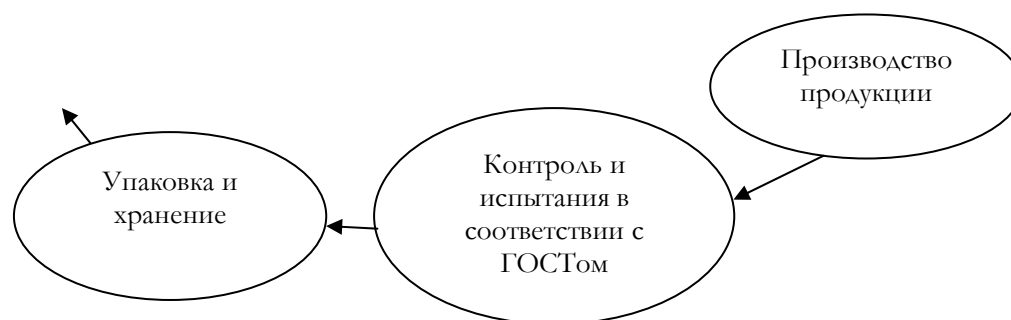 Производство
продукции
Контроль и
испытания в
соответствии с
ГОСТом
Упаковка и
хранение